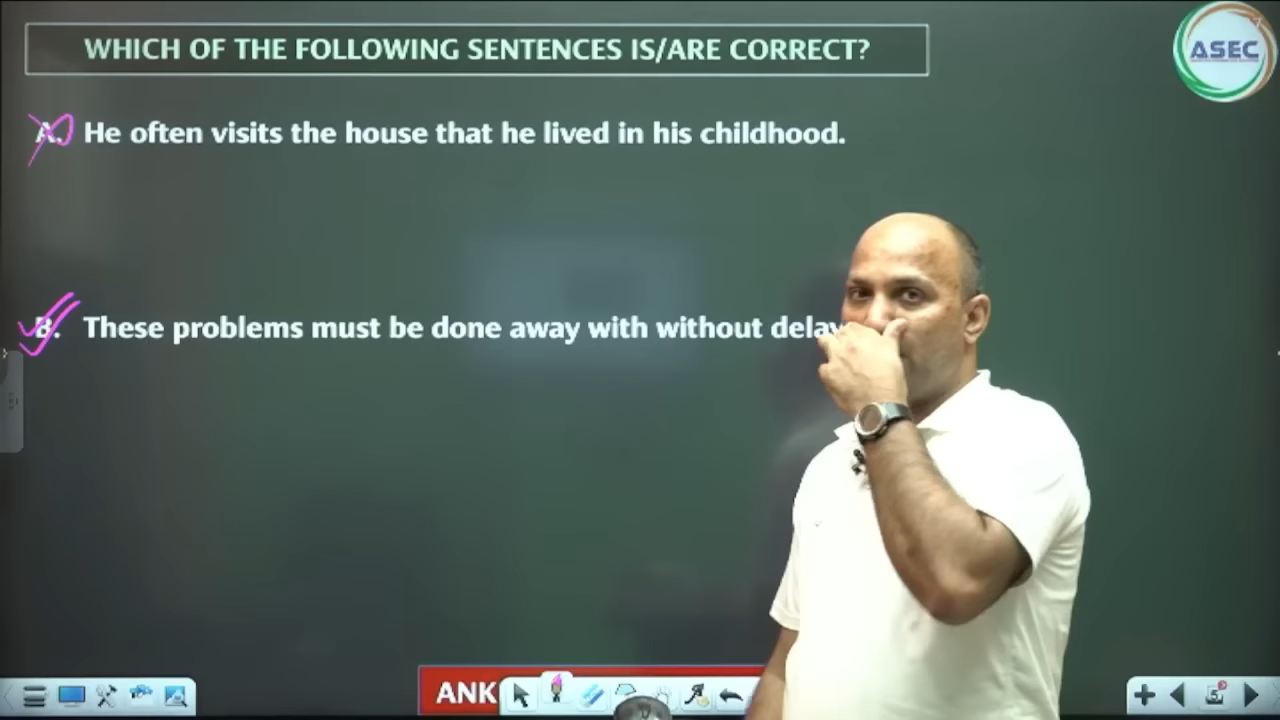 WHICH OF THE FOLLOWING SENTENCES IS/ARE CORRECT?
ASEC
A. He often visits the house that he lived in his childhood.
B. These problems must be done away with without delay
ANK
5